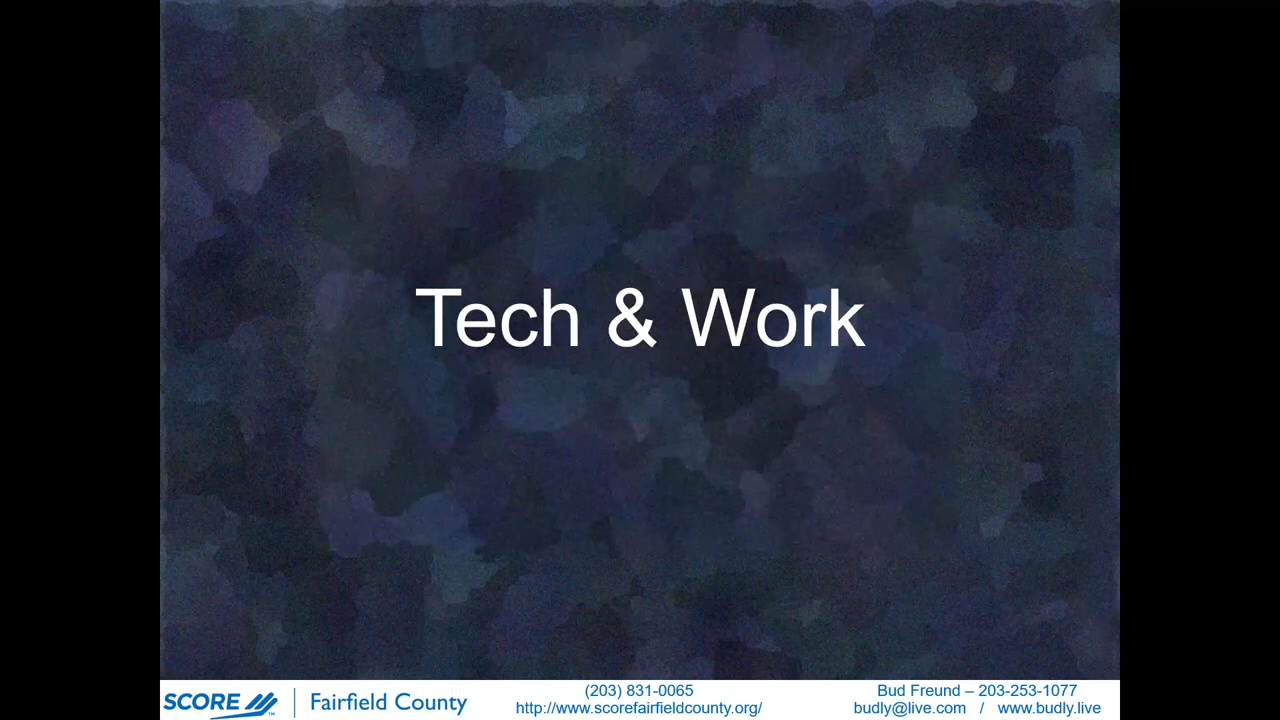 Tech & Work
SCORE™ | Fairfield County
(203) 831-0065
http://www.scorefairfieldcounty.org/
Bud Freund – 203-253-1077
budly@live.com / www.budly.live